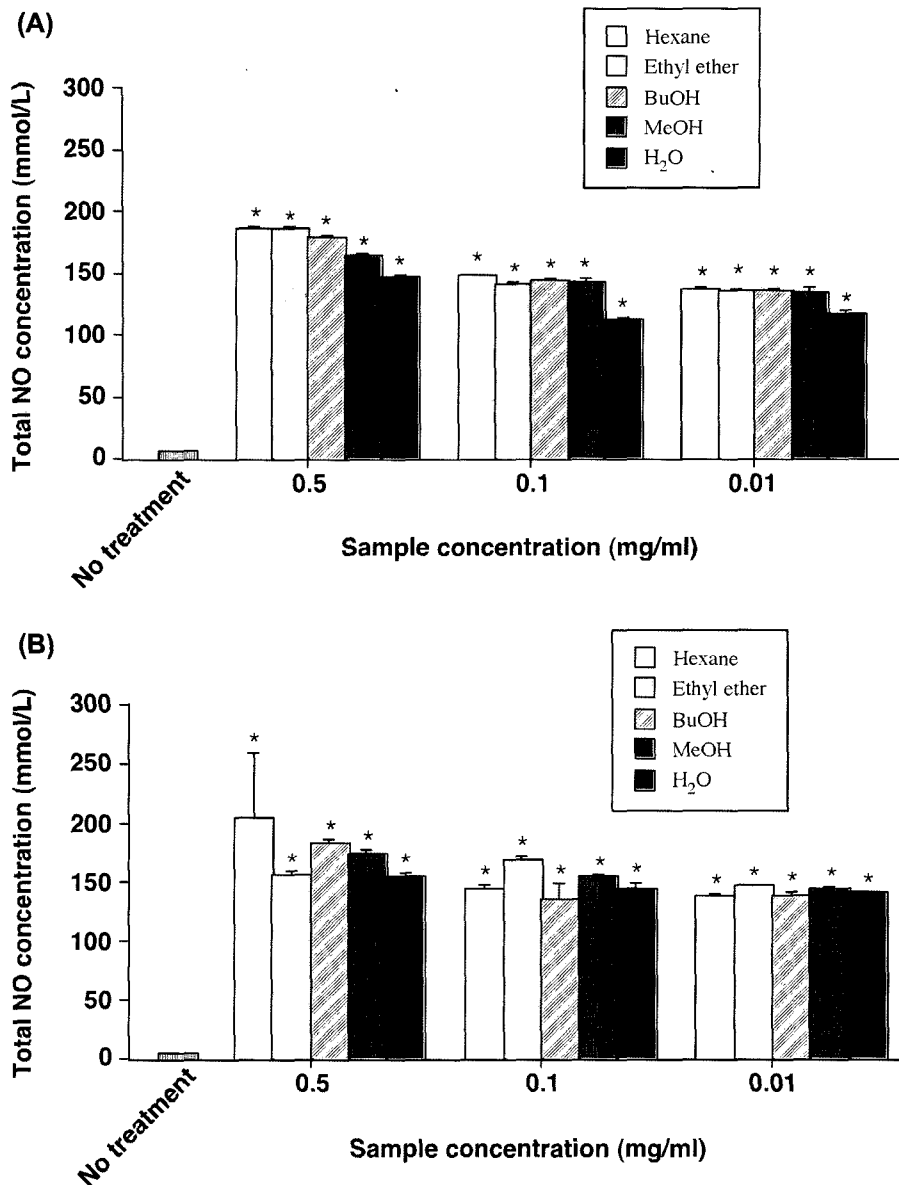 (A)
Hexane
Ethyl ether
BuOH
MeOH
H₂O
Total NO concentration (mmol/L)
300
250
200
150
100
50
0
* * * * *
* * * * *
* * * * *
No treatment
0.5
0.1
0.01
Sample concentration (mg/ml)
(B)
Hexane
Ethyl ether
BuOH
MeOH
H₂O
Total NO concentration (mmol/L)
300
250
200
150
100
50
0
* * * * *
* * * * *
* * * * *
No treatment
0.5
0.1
0.01
Sample concentration (mg/ml)